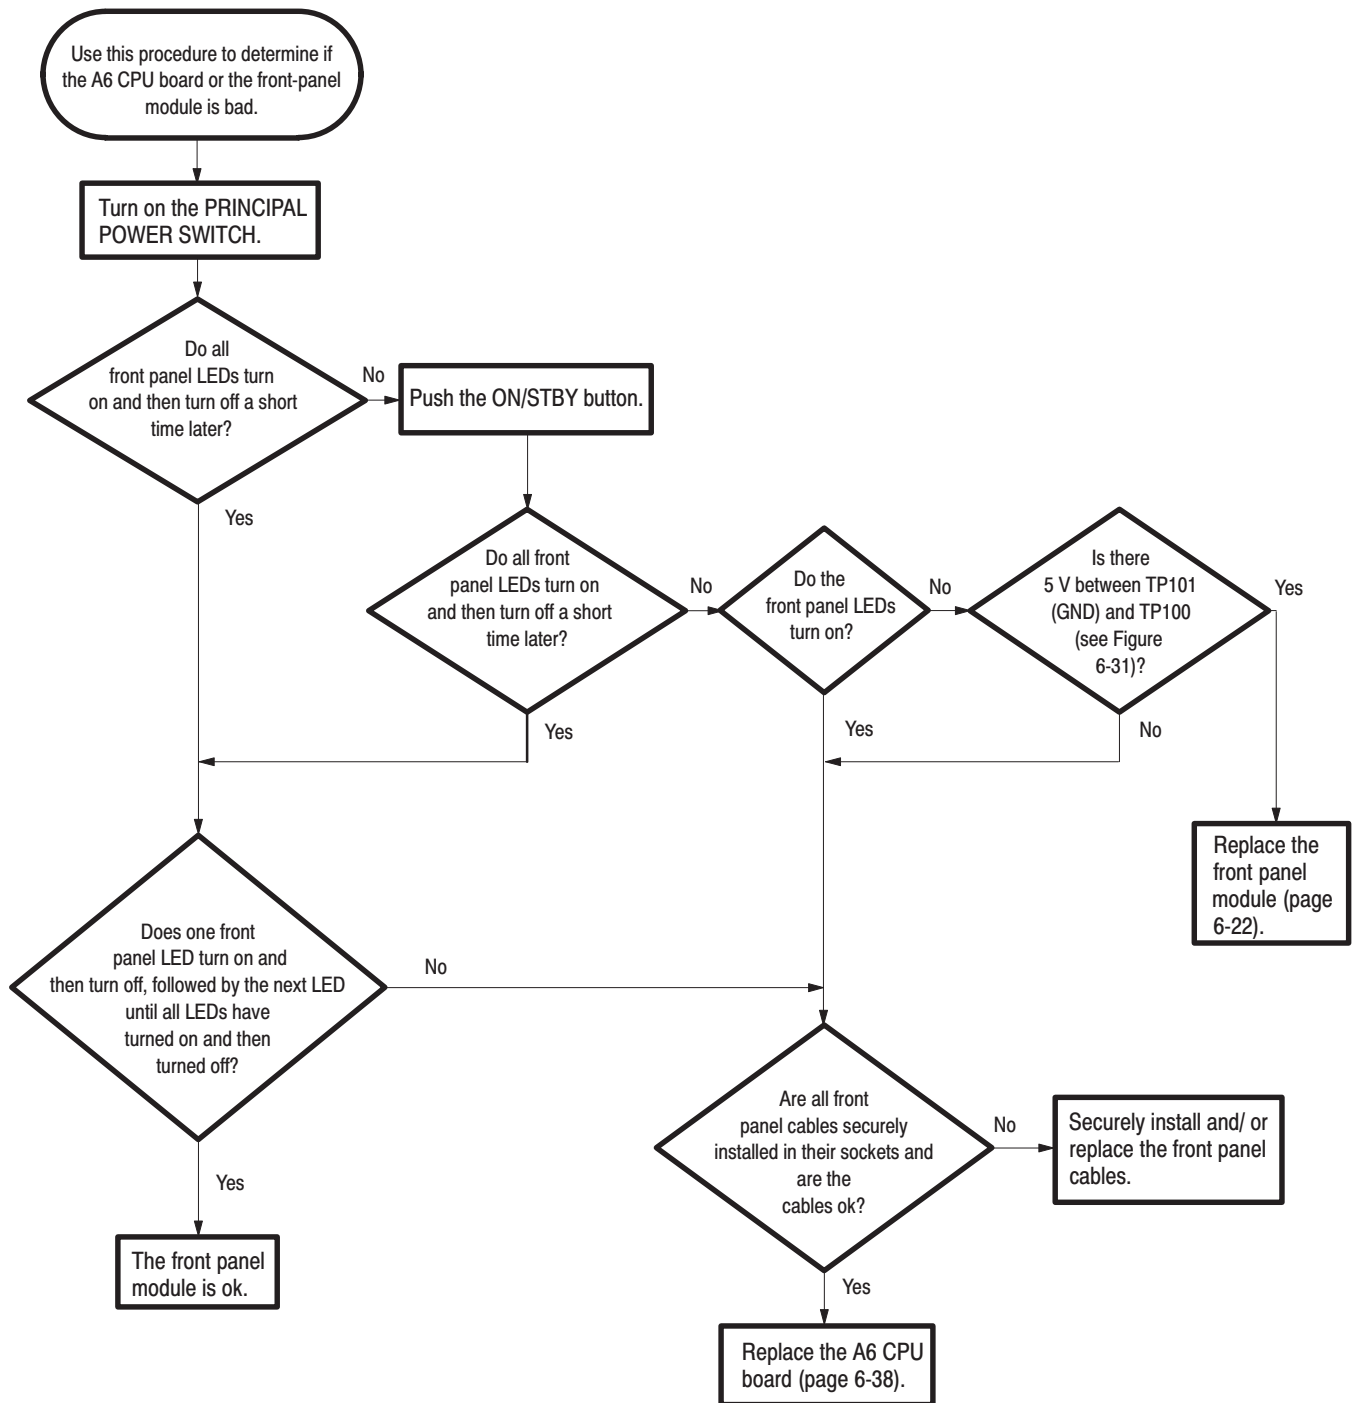 Use this procedure to determine if
the A6 CPU board or the front-panel
module is bad.
Turn on the PRINCIPAL
POWER SWITCH.
Do all
front panel LEDs turn
on and then turn off a short
time later?
No
Push the ON/STBY button.
Yes
Do all front
panel LEDs turn on
and then turn off a short
time later?
No
Do the
front panel LEDs
turn on?
No
Is there
5 V between TP101
(GND) and TP100
(see Figure
6-31)?
Yes
Yes
Yes
No
Replace the
front panel
module (page
6-22).
Does one front
panel LED turn on and
then turn off, followed by the next LED
until all LEDs have
turned on and then
turned off?
No
Are all front
panel cables securely
installed in their sockets and
are the
cables ok?
No
Securely install and/ or
replace the front panel
cables.
Yes
The front panel
module is ok.
Yes
Replace the A6 CPU
board (page 6-38).